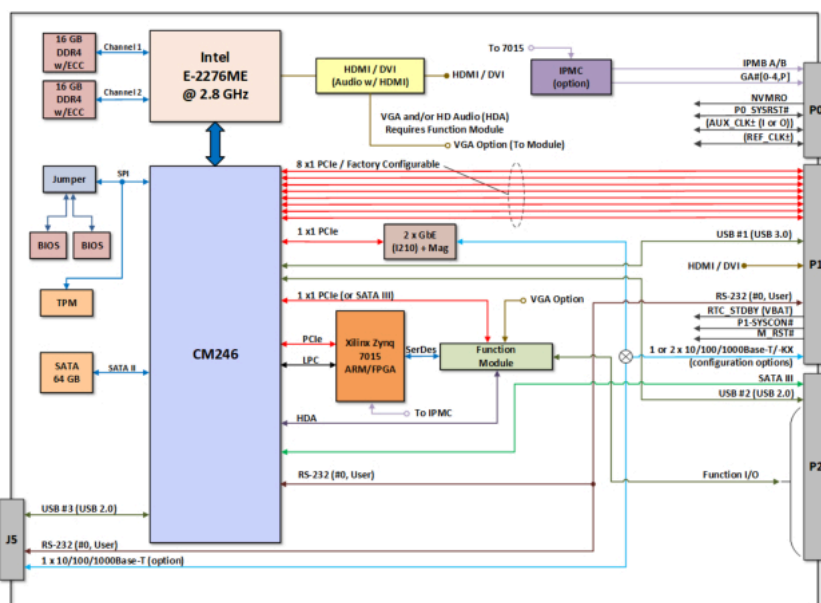 16 GB
DDR4
w/ECC
Channel 1
16 GB
DDR4
w/ECC
Channel 2
Intel
E-2276ME
@ 2.8 GHz
HDMI / DVI
(Audio w/ HDMI)
HDMI / DVI
VGA and/or HD Audio (HDA)
Requires Function Module
VGA Option (To Module)
To 7015
IPMC
(option)
IPMB A/B
GA#[0-4,P]
NVMRO
P0_SYSRST#
(AUX_CLK± (I or O))
(REF_CLK±)
P0
Jumper
SPI
BIOS
BIOS
TPM
SATA
64 GB
SATA II
CM246
8 x1 PCIe / Factory Configurable
1 x1 PCIe
2 x GbE
(I210) + Mag
USB #1 (USB 3.0)
HDMI / DVI
P1
1 x1 PCIe (or SATA III)
VGA Option
RS-232 (#0, User)
RTC_STDBY (VBAT)
P1-SYSCON#
M_RST#
PCIe
LPC
Xilinx Zynq
7015
ARM/FPGA
SerDes
Function
Module
1 or 2 x 10/100/1000Base-T/-KX
(configuration options)
SATA III
USB #2 (USB 2.0)
HDA
To IPMC
P2
RS-232 (#0, User)
Function I/O
J5
USB #3 (USB 2.0)
RS-232 (#0, User)
1 x 10/100/1000Base-T (option)